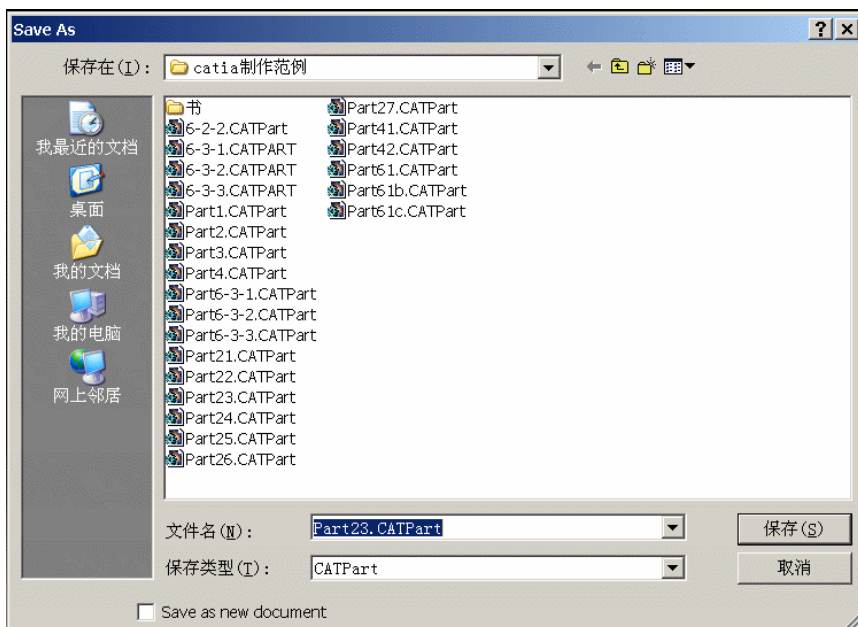 Save As
保存在(I):
catia制作范例
我最近的文档
桌面
我的文档
我的电脑
网上邻居
书
6-2-2.CATPart
6-3-1.CATPART
6-3-2.CATPART
6-3-3.CATPART
Part1.CATPart
Part2.CATPart
Part3.CATPart
Part4.CATPart
Part6-3-1.CATPart
Part6-3-2.CATPart
Part6-3-3.CATPart
Part21.CATPart
Part22.CATPart
Part23.CATPart
Part24.CATPart
Part25.CATPart
Part26.CATPart
Part27.CATPart
Part41.CATPart
Part42.CATPart
Part61.CATPart
Part61b.CATPart
Part61c.CATPart
文件名(N):
Part23.CATPart
保存(S)
保存类型(T):
CATPart
取消
Save as new document